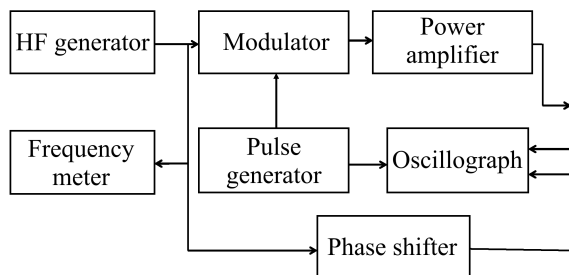 HF generator
Modulator
Power
amplifier
Frequency
meter
Pulse
generator
Oscillograph
Phase shifter